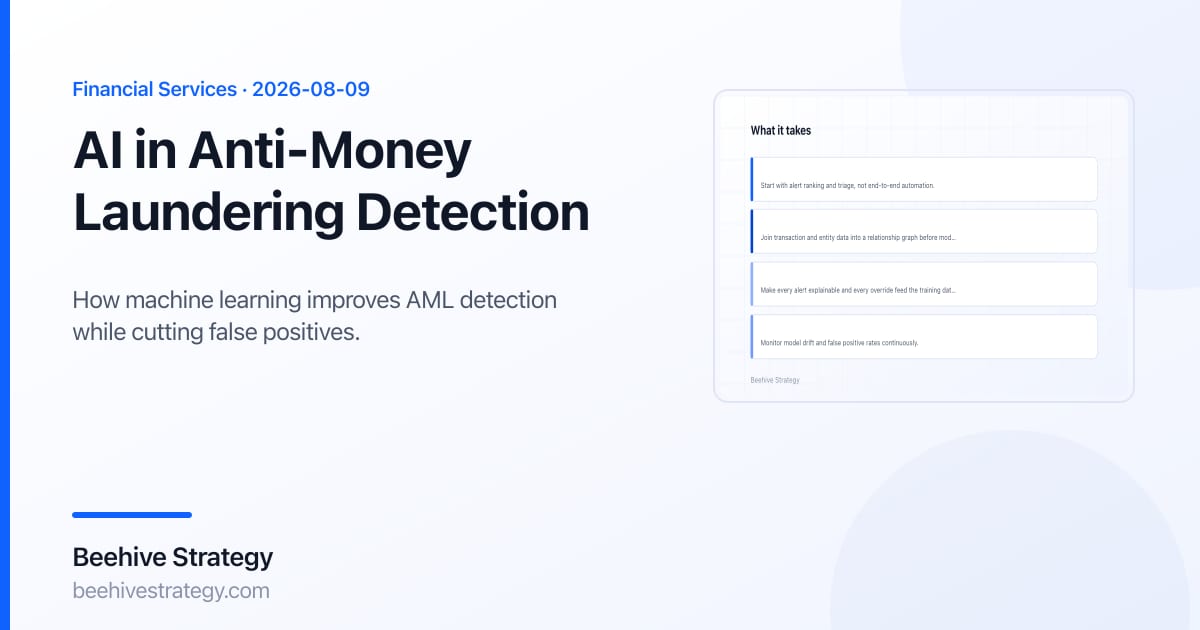 Financial Services · 2026-08-09
AI in Anti-Money
Laundering Detection
How machine learning improves AML detection
while cutting false positives.
Beehive Strategy
beehivestrategy.com
What it takes
Start with alert ranking and triage, not end-to-end automation.
Join transaction and entity data into a relationship graph before mod...
Make every alert explainable and every override feed the training dat...
Monitor model drift and false positive rates continuously.
Beehive Strategy